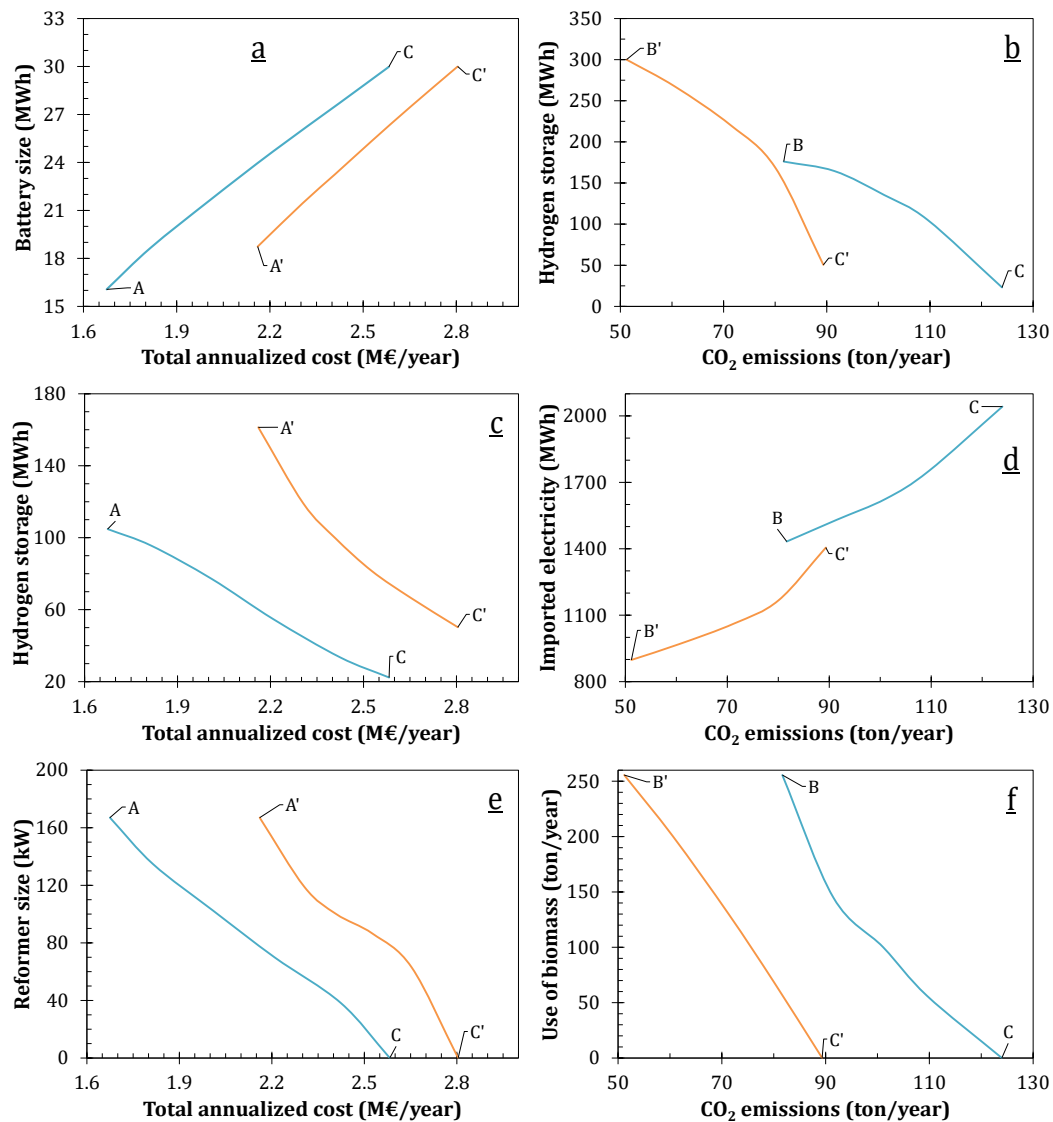 a
Battery size (MWh)
33
30
27
24
21
18
15
C
C'
A'
A
1.6
1.9
2.2
2.5
2.8
Total annualized cost (M€/year)
b
Hydrogen storage (MWh)
350
300
250
200
150
100
50
0
B'
B
C'
C
50
70
90
110
130
CO₂ emissions (ton/year)
c
Hydrogen storage (MWh)
180
140
100
60
20
A'
A
C'
C
1.6
1.9
2.2
2.5
2.8
Total annualized cost (M€/year)
d
Imported electricity (MWh)
2000
1700
1400
1100
800
C
B
C'
B'
50
70
90
110
130
CO₂ emissions (ton/year)
e
Reformer size (kW)
200
160
120
80
40
0
A
A'
C
C'
1.6
1.9
2.2
2.5
2.8
Total annualized cost (M€/year)
f
Use of biomass (ton/year)
250
200
150
100
50
0
B'
B
C'
C
50
70
90
110
130
CO₂ emissions (ton/year)